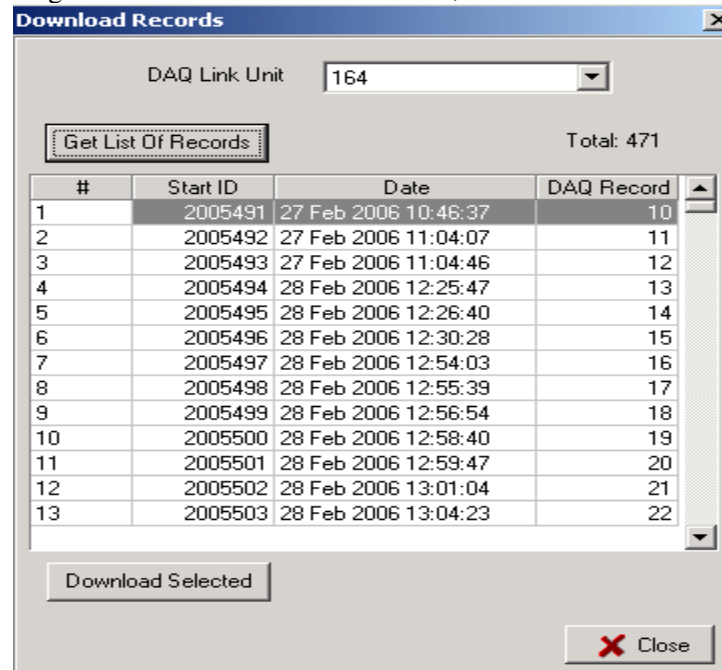 Download Records
DAQ Link Unit 164
Get List Of Records Total: 471
# Start ID Date DAQ Record
1 2005491 27 Feb 2006 10:46:37 10
2 2005492 27 Feb 2006 11:04:07 11
3 2005493 27 Feb 2006 11:04:46 12
4 2005494 28 Feb 2006 12:25:47 13
5 2005495 28 Feb 2006 12:26:40 14
6 2005496 28 Feb 2006 12:30:28 15
7 2005497 28 Feb 2006 12:54:03 16
8 2005498 28 Feb 2006 12:55:39 17
9 2005499 28 Feb 2006 12:56:54 18
10 2005500 28 Feb 2006 12:58:40 19
11 2005501 28 Feb 2006 12:59:47 20
12 2005502 28 Feb 2006 13:01:04 21
13 2005503 28 Feb 2006 13:04:23 22
Download Selected
Close